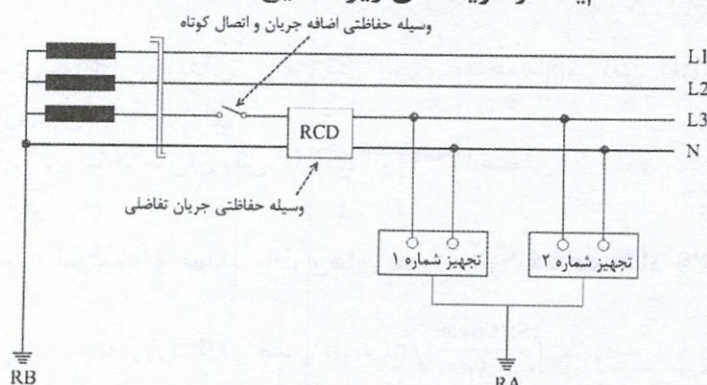 وسیله حفاظتی اضافه جریان و اتصال کوتاه
L1
L2
L3
RCD
N
وسیله حفاظتی جریان تفاضلی
تجهیز شماره ۱
تجهیز شماره ۲
RB
RA